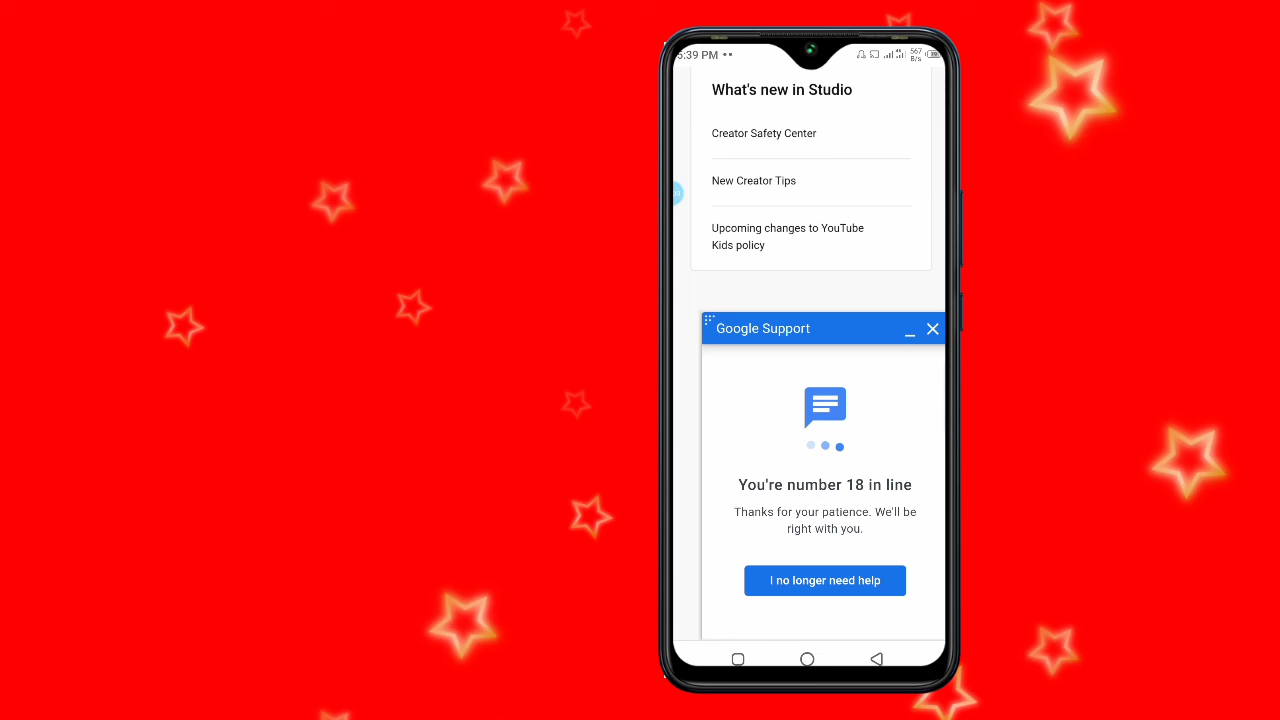 5:39 PM
567
B/s
What's new in Studio
Creator Safety Center
New Creator Tips
Upcoming changes to YouTube
Kids policy
Google Support
You're number 18 in line
Thanks for your patience. We'll be
right with you.
I no longer need help